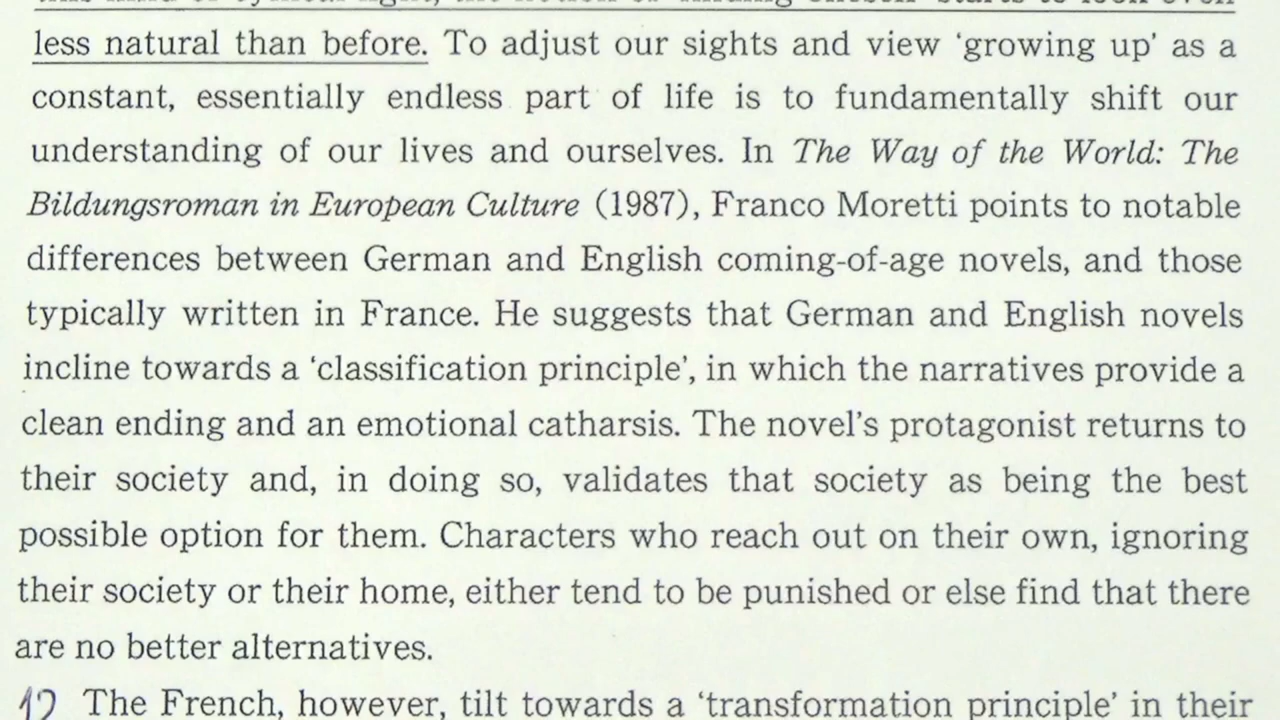 less natural than before. To adjust our sights and view ‘growing up’ as a
constant, essentially endless part of life is to fundamentally shift our
understanding of our lives and ourselves. In The Way of the World: The
Bildungsroman in European Culture (1987), Franco Moretti points to notable
differences between German and English coming-of-age novels, and those
typically written in France. He suggests that German and English novels
incline towards a ‘classification principle’, in which the narratives provide a
clean ending and an emotional catharsis. The novel’s protagonist returns to
their society and, in doing so, validates that society as being the best
possible option for them. Characters who reach out on their own, ignoring
their society or their home, either tend to be punished or else find that there
are no better alternatives.
12 The French, however, tilt towards a ‘transformation principle’ in their